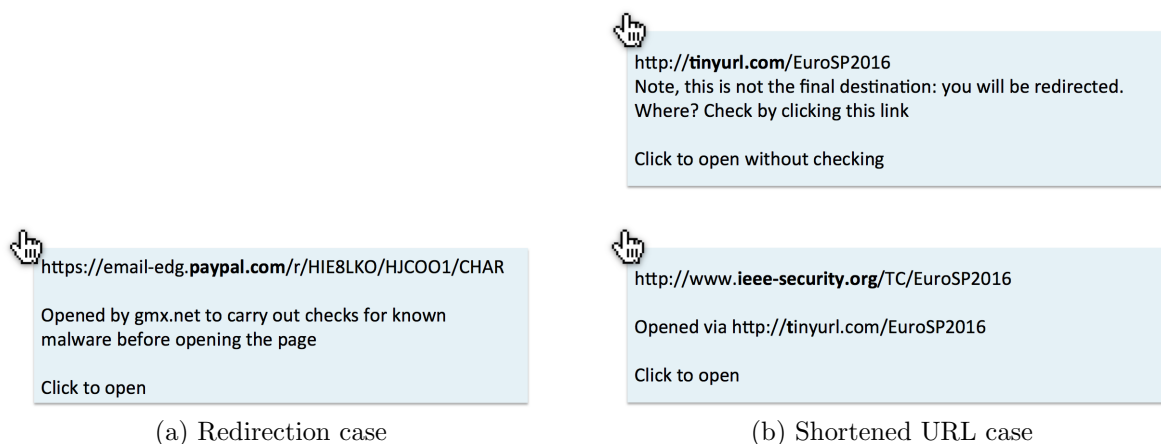 http://tinyurl.com/EuroSP2016
Note, this is not the final destination: you will be redirected.
Where? Check by clicking this link
Click to open without checking
https://email-edg.paypal.com/r/HIE8LKO/HJCOO1/CHAR
Opened by gmx.net to carry out checks for known
malware before opening the page
Click to open
(a) Redirection case
http://www.ieee-security.org/TC/EuroSP2016
Opened via http://tinyurl.com/EuroSP2016
Click to open
(b) Shortened URL case